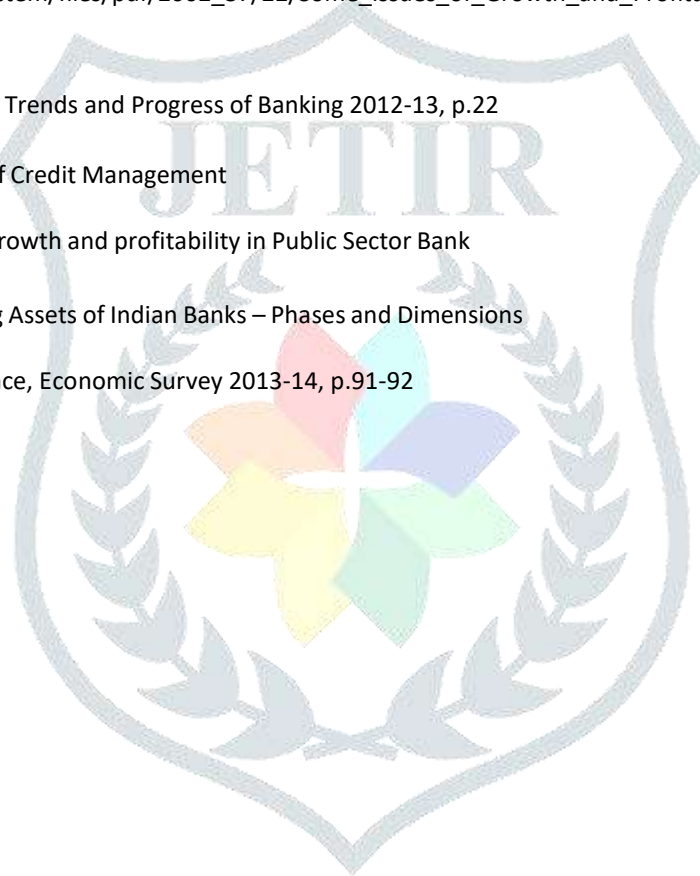 Trends and Progress of Banking 2012-13, p.22
JETIR
f Credit Management
rowth and profitability in Public Sector Bank
g Assets of Indian Banks – Phases and Dimensions
ce, Economic Survey 2013-14, p.91-92